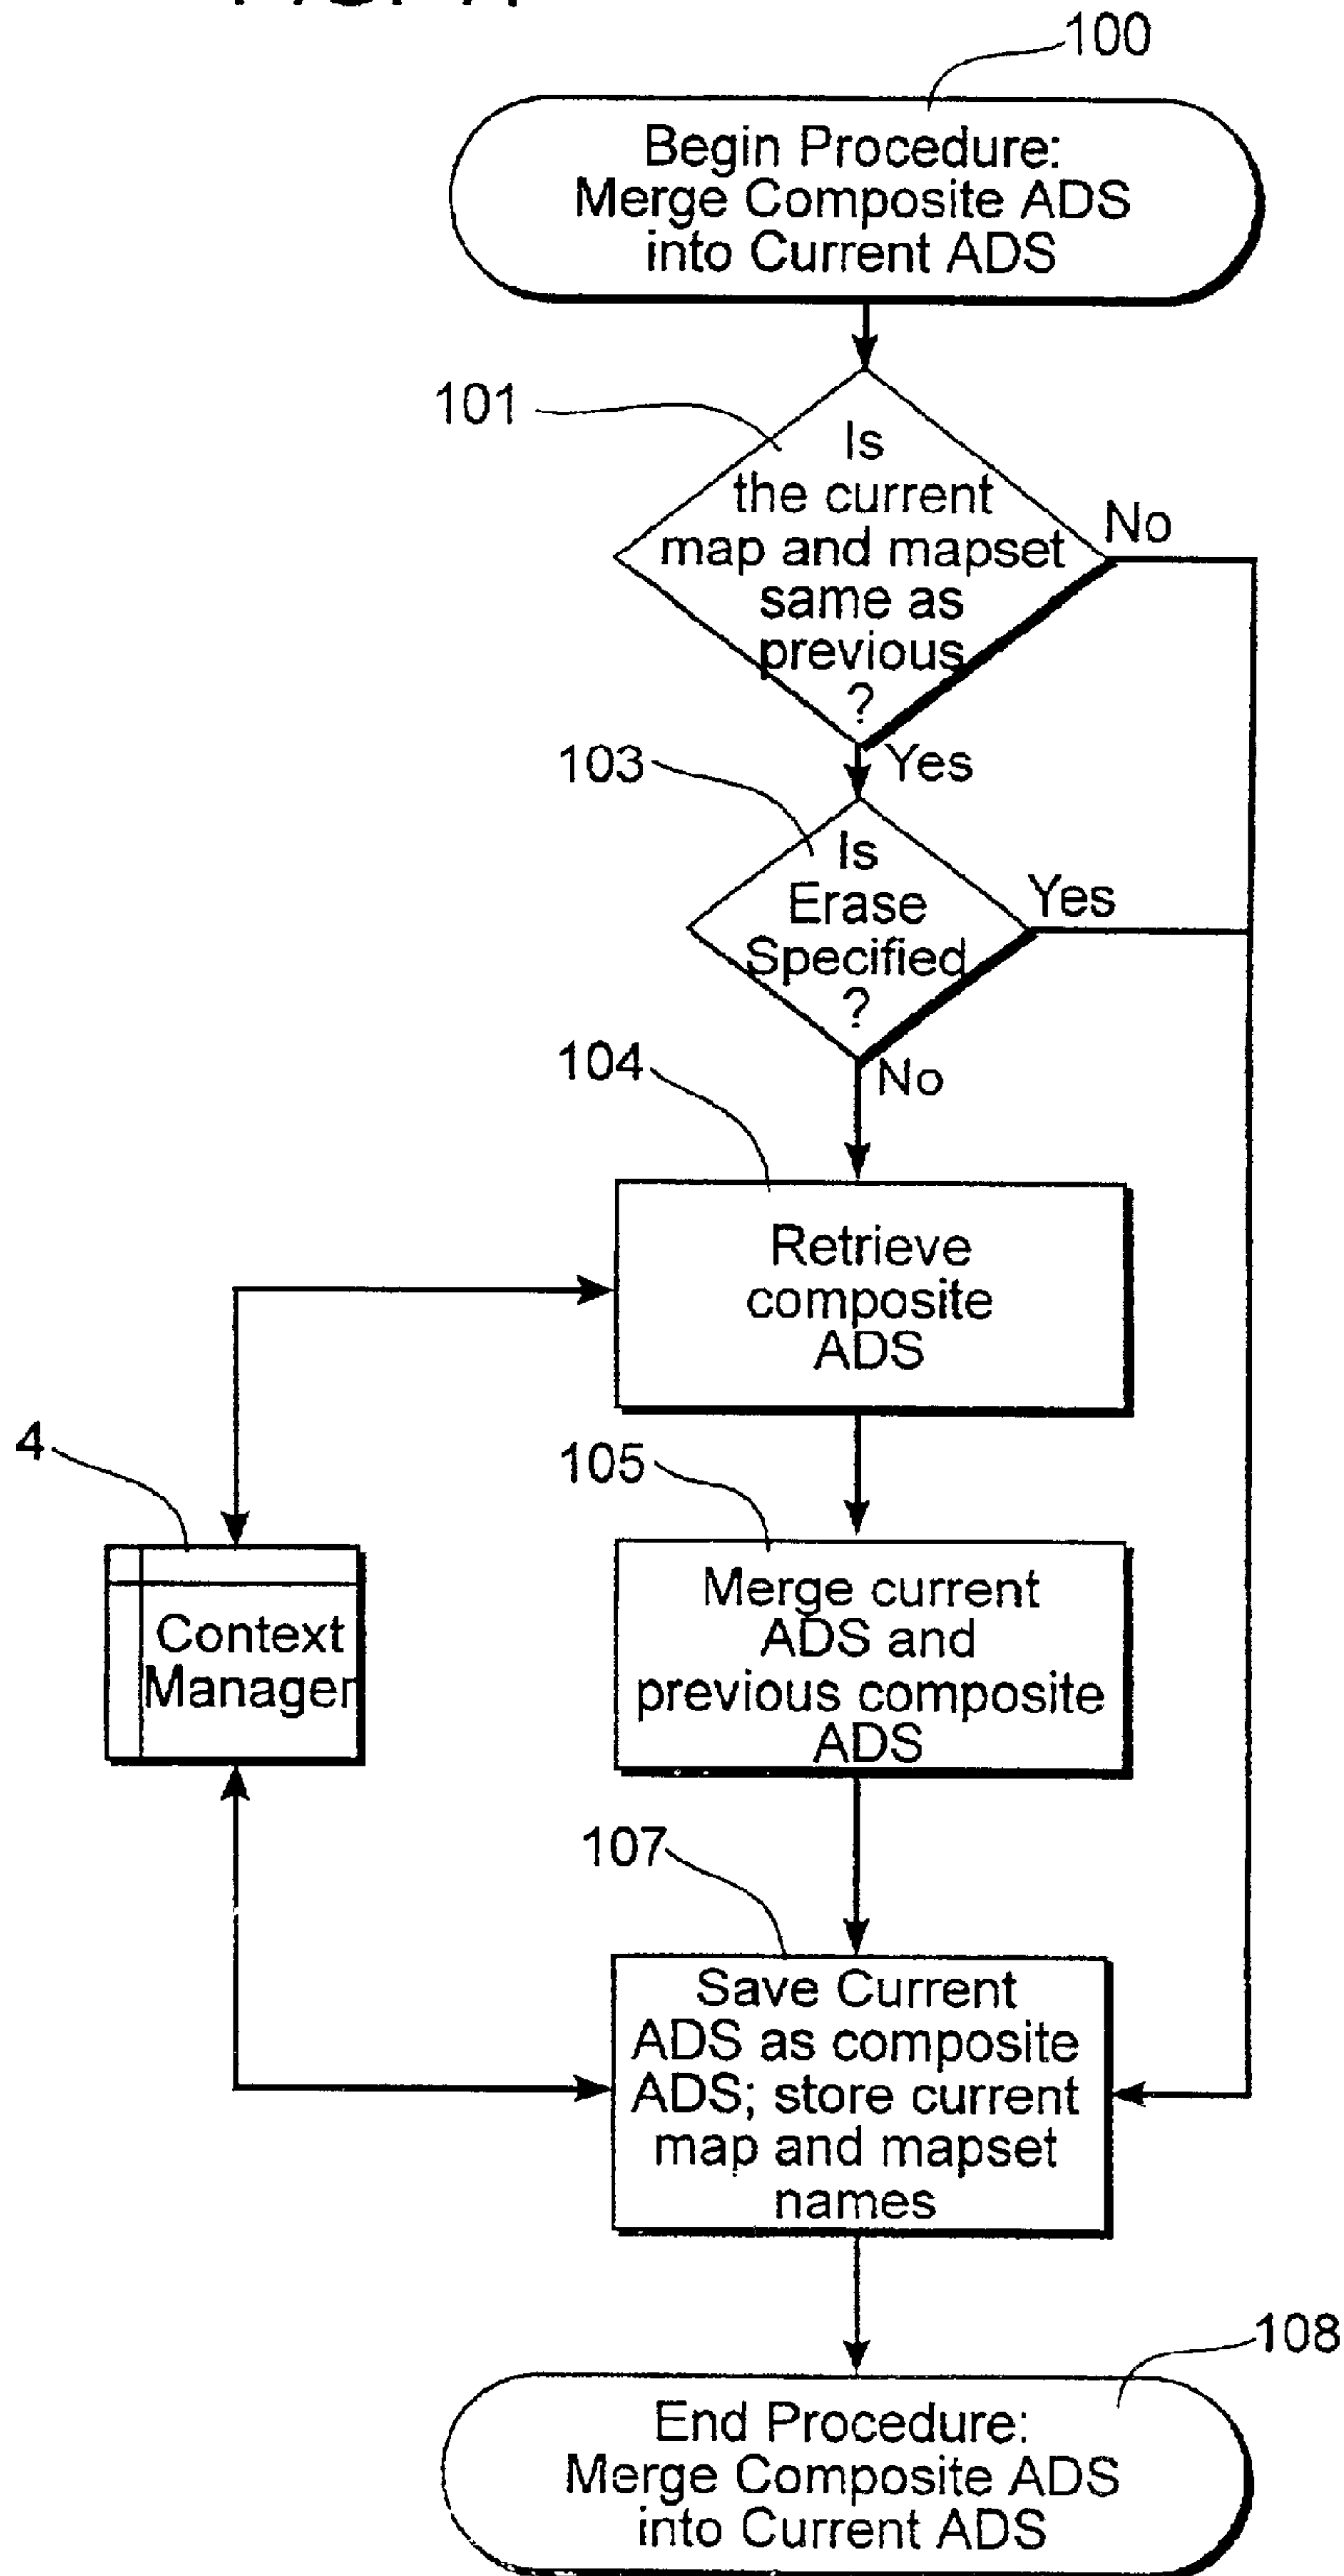 100
Begin Procedure:
Merge Composite ADS
into Current ADS
101
Is
the current
map and mapset
same as
previous
?
No
Yes
103
Is
Erase
Specified
?
Yes
No
104
Retrieve
composite
ADS
4
Context
Manager
105
Merge current
ADS and
previous composite
ADS
107
Save Current
ADS as composite
ADS; store current
map and mapset
names
108
End Procedure:
Merge Composite ADS
into Current ADS